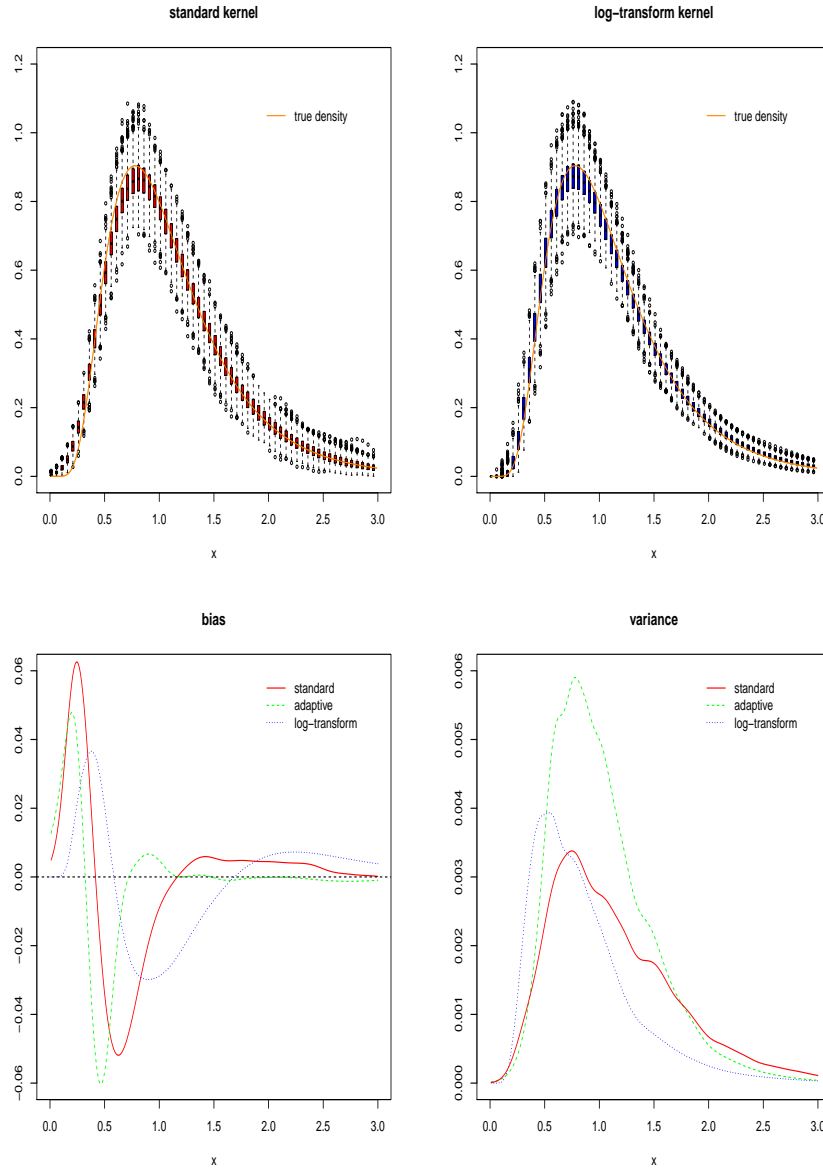 standard kernel
1.2
1.0
0.8
0.6
0.4
0.2
0.0
true density
0.0 0.5 1.0 1.5 2.0 2.5 3.0
x
log−transform kernel
1.2
1.0
0.8
0.6
0.4
0.2
0.0
true density
0.0 0.5 1.0 1.5 2.0 2.5 3.0
x
bias
0.06
0.04
0.02
0.00
−0.02
−0.04
−0.06
standard
adaptive
log−transform
0.0 0.5 1.0 1.5 2.0 2.5 3.0
x
variance
0.006
0.005
0.004
0.003
0.002
0.001
0.000
standard
adaptive
log−transform
0.0 0.5 1.0 1.5 2.0 2.5 3.0
x